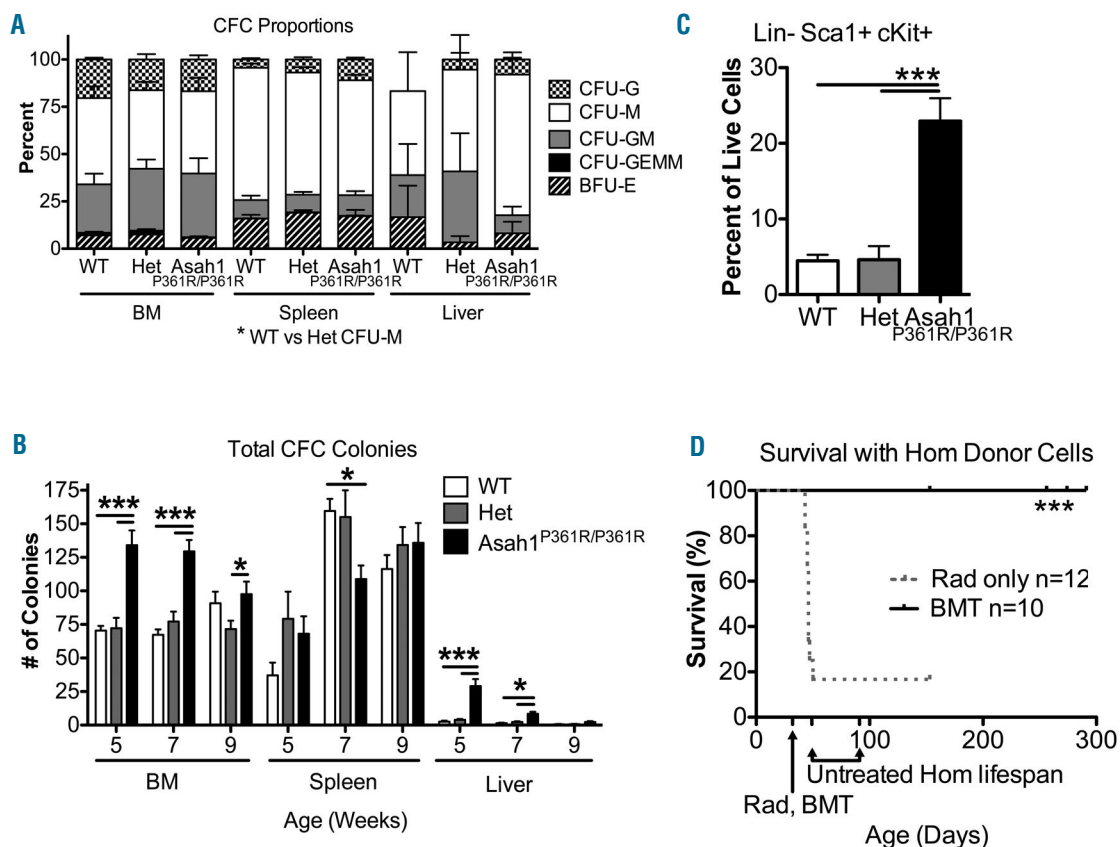 A
CFC Proportions
Percent
100
75
50
25
0
CFU-G
CFU-M
CFU-GM
CFU-GEMM
BFU-E
WT Het Asah1 WT Het Asah1 WT Het Asah1
P361R/P361R P361R/P361R P361R/P361R
BM Spleen Liver
* WT vs Het CFU-M
C
Lin- Sca1+ cKit+
Percent of Live Cells
30
20
10
0
***
WT Het Asah1
P361R/P361R
B
Total CFC Colonies
# of Colonies
175
150
125
100
75
50
25
0
WT
Het
Asah1P361R/P361R
*** *** * * *** *
5 7 9 5 7 9 5 7 9
BM Spleen Liver
Age (Weeks)
D
Survival with Hom Donor Cells
Survival (%)
100
80
60
40
20
0
***
Rad only n=12
BMT n=10
0 100 200 300
Untreated Hom lifespan
Rad, BMT
Age (Days)